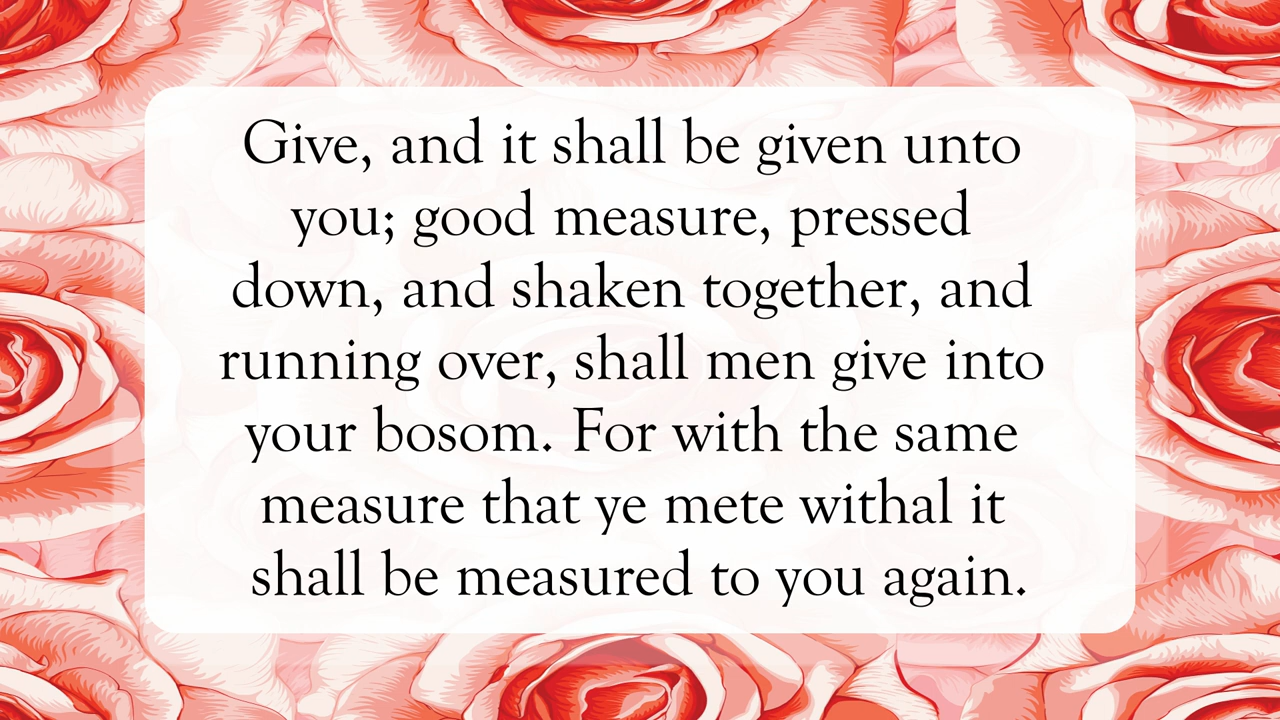 Give, and it shall be given unto
you; good measure, pressed
down, and shaken together, and
running over, shall men give into
your bosom. For with the same
measure that ye mete withal it
shall be measured to you again.